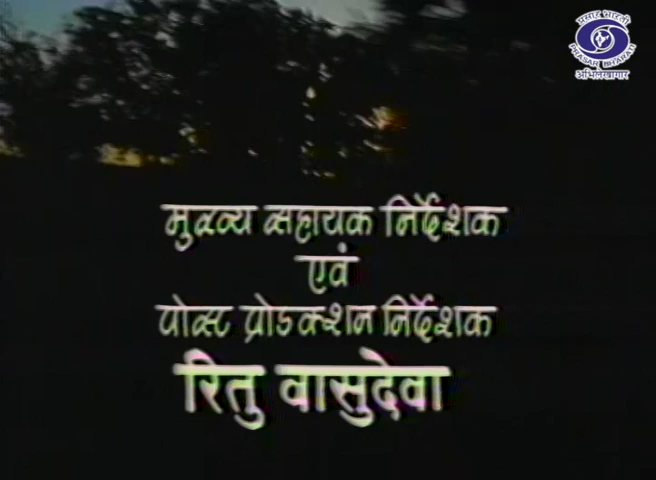 प्रसार भारती
PRASAR BHARATI
अभिलेखागार
मुख्य सहायक निर्देशक
एवं
पोस्ट प्रोडक्शन निर्देशक
रितु वासुदेवा